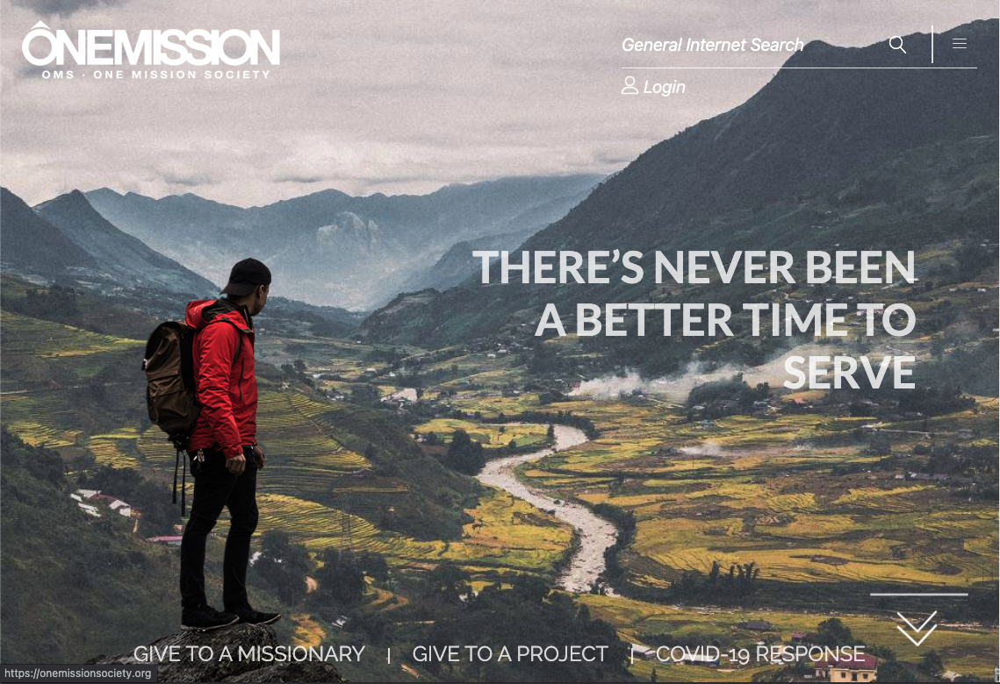 ÔNEMISSION
OMS · ONE MISSION SOCIETY
General Internet Search
Login
THERE’S NEVER BEEN
A BETTER TIME TO
SERVE
GIVE TO A MISSIONARY | GIVE TO A PROJECT | COVID-19 RESPONSE
https://onemissionsociety.org